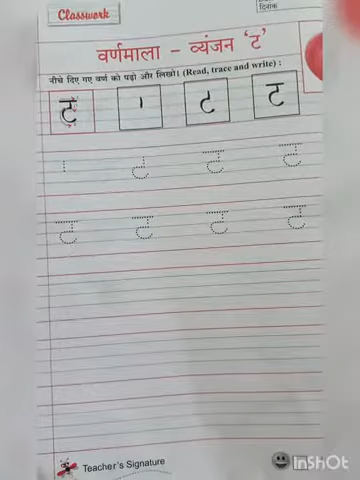 Classwork
दिनांक
वर्णमाला – व्यंजन 'ट'
नीचे दिए गए वर्ण को पढ़ो और लिखो। (Read, trace and write) :
ट ' ट ट
' ट ट ट
ट ट ट ट
Teacher's Signature
InShOt